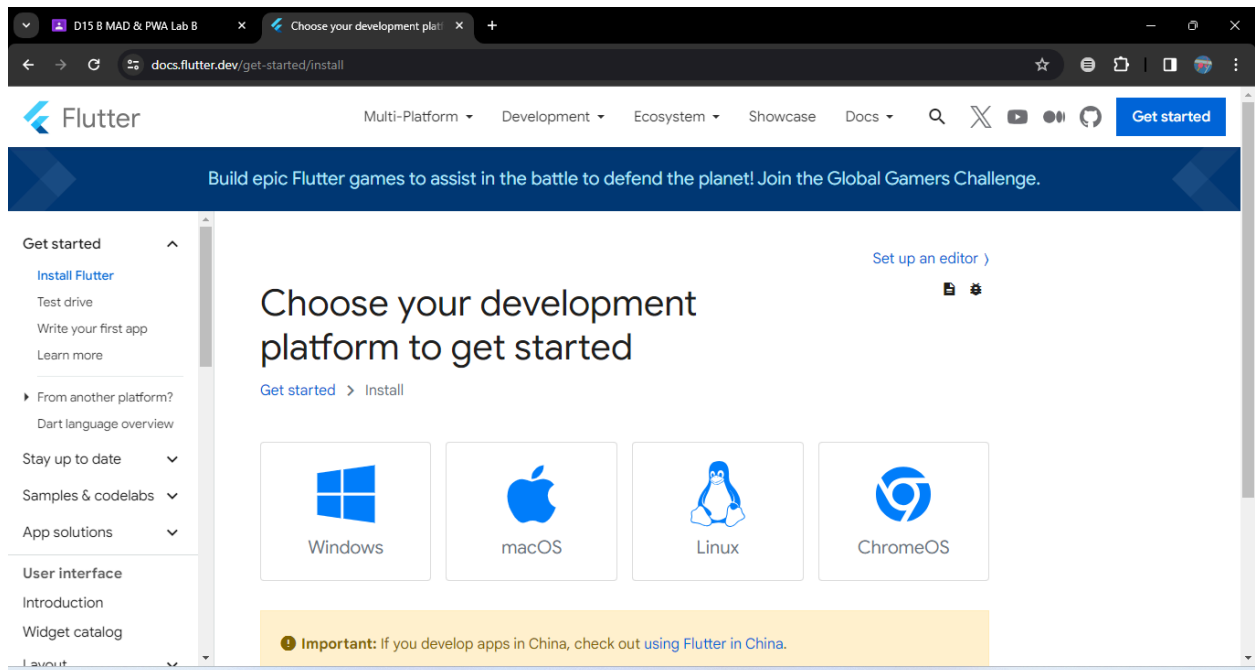 D15 B MAD & PWA Lab B
Choose your development platf
docs.flutter.dev/get-started/install
Flutter
Multi-Platform
Development
Ecosystem
Showcase
Docs
Get started
Build epic Flutter games to assist in the battle to defend the planet! Join the Global Gamers Challenge.
Get started
Install Flutter
Test drive
Write your first app
Learn more
From another platform?
Dart language overview
Stay up to date
Samples & codelabs
App solutions
User interface
Introduction
Widget catalog
Layout
Set up an editor
Choose your development
platform to get started
Get started > Install
Windows
macOS
Linux
ChromeOS
Important: If you develop apps in China, check out using Flutter in China.